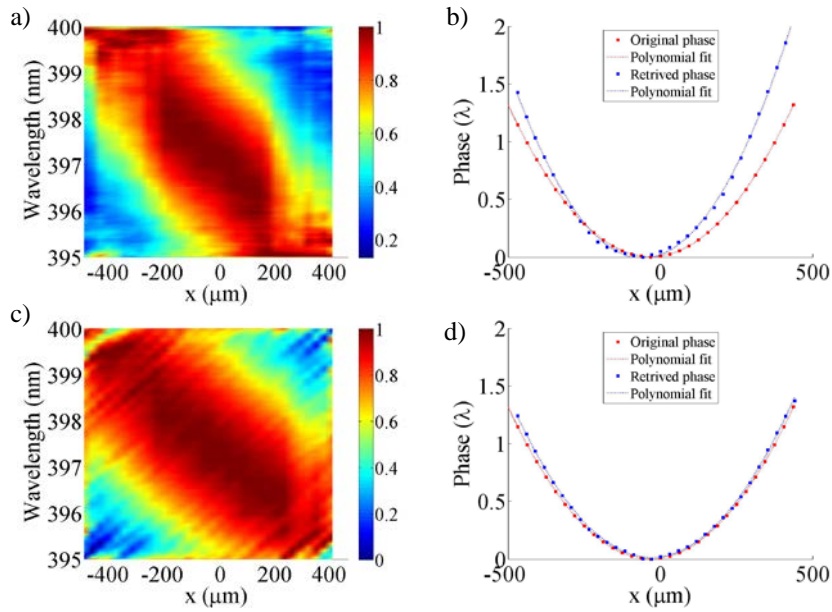 a)
400
399
398
397
396
395
Wavelength (nm)
-400 -200 0 200 400
x (μm)
1
0.8
0.6
0.4
0.2
b)
2
1.5
1
0.5
0
Phase (λ)
-500 0 500
x (μm)
Original phase
Polynomial fit
Retrived phase
Polynomial fit
c)
400
399
398
397
396
395
Wavelength (nm)
-400 -200 0 200 400
x (μm)
1
0.8
0.6
0.4
0.2
0
d)
2
1.5
1
0.5
0
Phase (λ)
-500 0 500
x (μm)
Original phase
Polynomial fit
Retrived phase
Polynomial fit